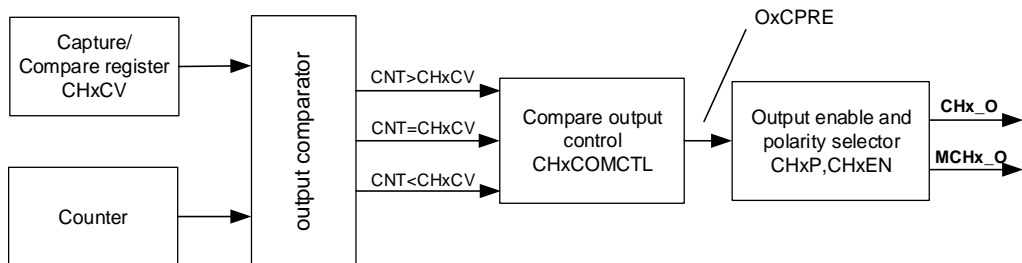 OxCPRE
Capture/
Compare register
CHxCV
Counter
output comparator
CNT>CHxCV
CNT=CHxCV
CNT<CHxCV
Compare output
control
CHxCOMCTL
Output enable and
polarity selector
CHxP,CHxEN
CHx_O
MCHx_O